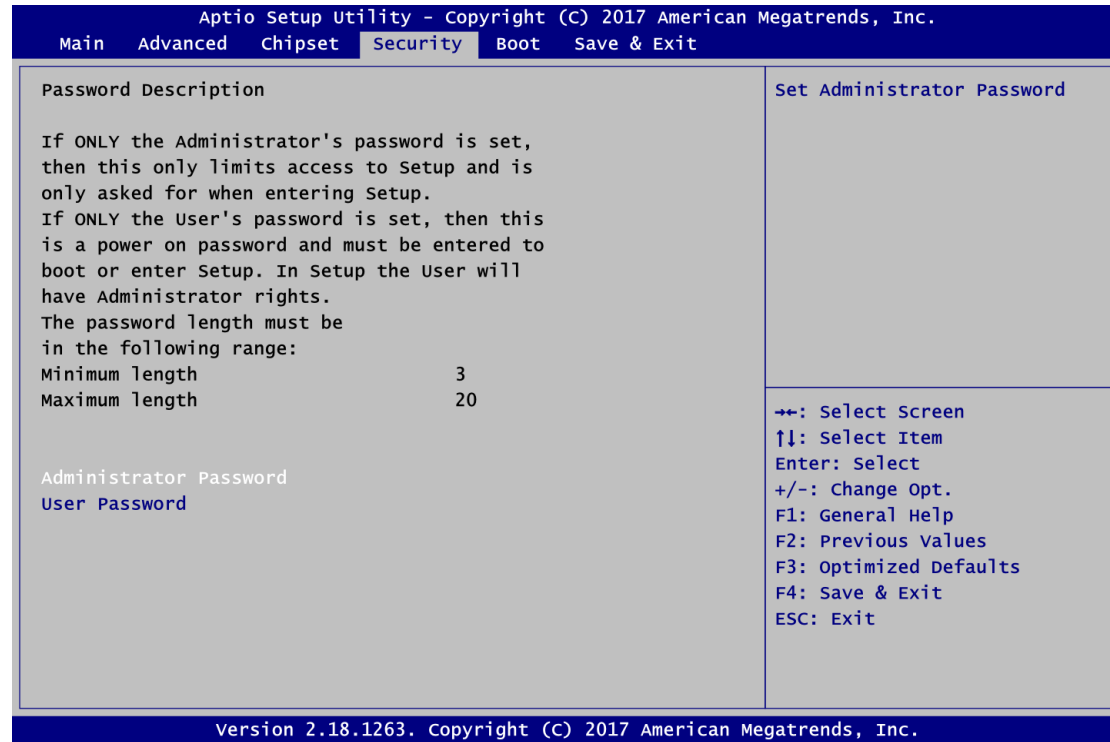 Aptio Setup Utility - Copyright (C) 2017 American Megatrends, Inc.
Main Advanced Chipset Security Boot Save & Exit
Password Description
If ONLY the Administrator's password is set,
then this only limits access to Setup and is
only asked for when entering Setup.
If ONLY the User's password is set, then this
is a power on password and must be entered to
boot or enter Setup. In Setup the User will
have Administrator rights.
The password length must be
in the following range:
Minimum length 3
Maximum length 20
Administrator Password
User Password
Set Administrator Password
→←: Select Screen
↑↓: Select Item
Enter: Select
+/-: Change Opt.
F1: General Help
F2: Previous Values
F3: Optimized Defaults
F4: Save & Exit
ESC: Exit
Version 2.18.1263. Copyright (C) 2017 American Megatrends, Inc.